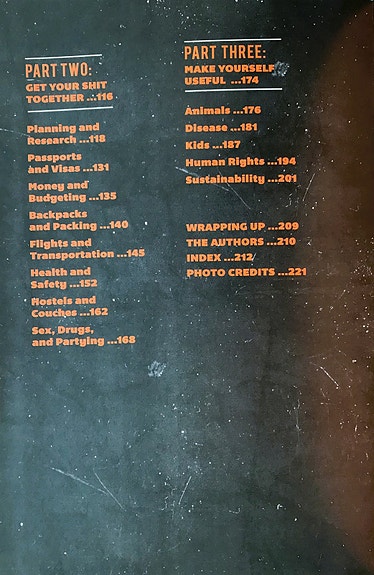 PART TWO:
GET YOUR SHIT
TOGETHER ...116
Planning and
Research ...118
Passports
and Visas ...131
Money and
Budgeting ...135
Backpacks
and Packing ...140
Flights and
Transportation ...145
Health and
Safety ...152
Hostels and
Couches ...162
Sex, Drugs,
and Partying ...168
PART THREE:
MAKE YOURSELF
USEFUL ...174
Animals ...176
Disease ...181
Kids ...187
Human Rights ...194
Sustainability ...201
WRAPPING UP ...209
THE AUTHORS ...210
INDEX ...212
PHOTO CREDITS ...221